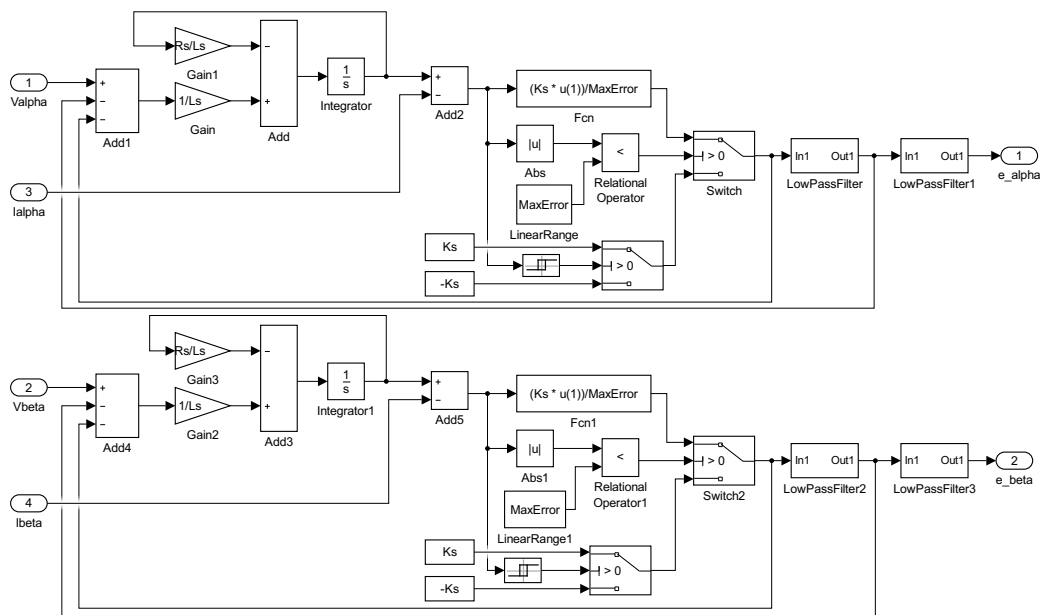 Rs/Ls
−
1
s
1
Valpha
+
−
−
Add1
Gain1
1/Ls
Gain
+
Add
Integrator
+
−
Add2
(Ks * u(1))/MaxError
Fcn
|u|
Abs
<
Relational
Operator
MaxError
LinearRange
> 0
Switch
In1 Out1
LowPassFilter
In1 Out1
LowPassFilter1
1
e_alpha
3
Ialpha
Ks
> 0
-Ks
Rs/Ls
−
1
s
2
Vbeta
+
−
−
Add4
Gain3
1/Ls
Gain2
+
Add3
Integrator1
+
−
Add5
(Ks * u(1))/MaxError
Fcn1
|u|
Abs1
<
Relational
Operator1
MaxError
LinearRange1
> 0
Switch2
In1 Out1
LowPassFilter2
In1 Out1
LowPassFilter3
2
e_beta
4
Ibeta
Ks
> 0
-Ks